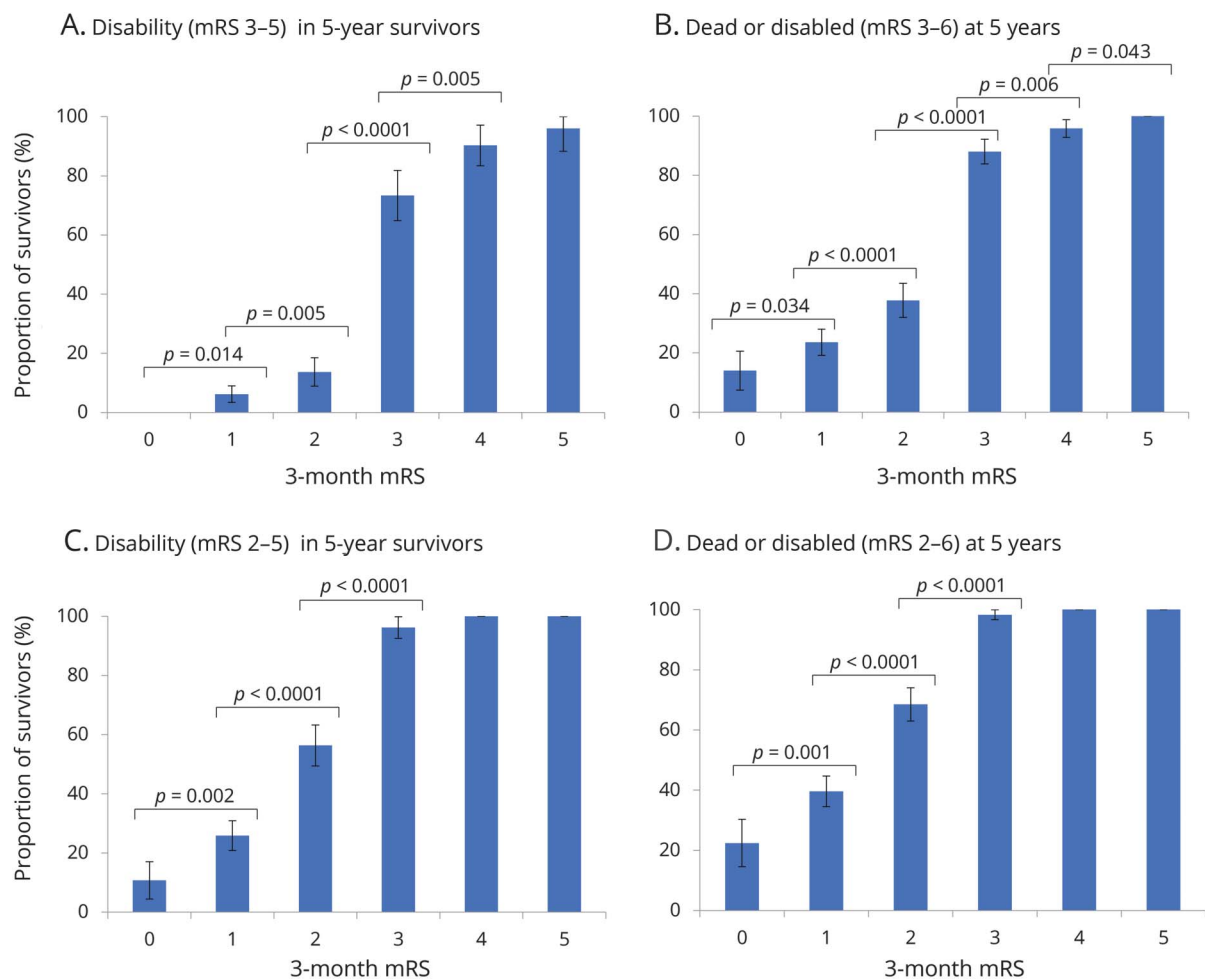 A. Disability (mRS 3–5) in 5-year survivors
p = 0.005
p < 0.0001
p = 0.005
p = 0.014
Proportion of survivors (%)
100
80
60
40
20
0
0 1 2 3 4 5
3-month mRS
B. Dead or disabled (mRS 3–6) at 5 years
p = 0.043
p = 0.006
p < 0.0001
p < 0.0001
p = 0.034
100
80
60
40
20
0
0 1 2 3 4 5
3-month mRS
C. Disability (mRS 2–5) in 5-year survivors
p < 0.0001
p < 0.0001
p = 0.002
Proportion of survivors (%)
100
80
60
40
20
0
0 1 2 3 4 5
3-month mRS
D. Dead or disabled (mRS 2–6) at 5 years
p < 0.0001
p < 0.0001
p = 0.001
100
80
60
40
20
0
0 1 2 3 4 5
3-month mRS